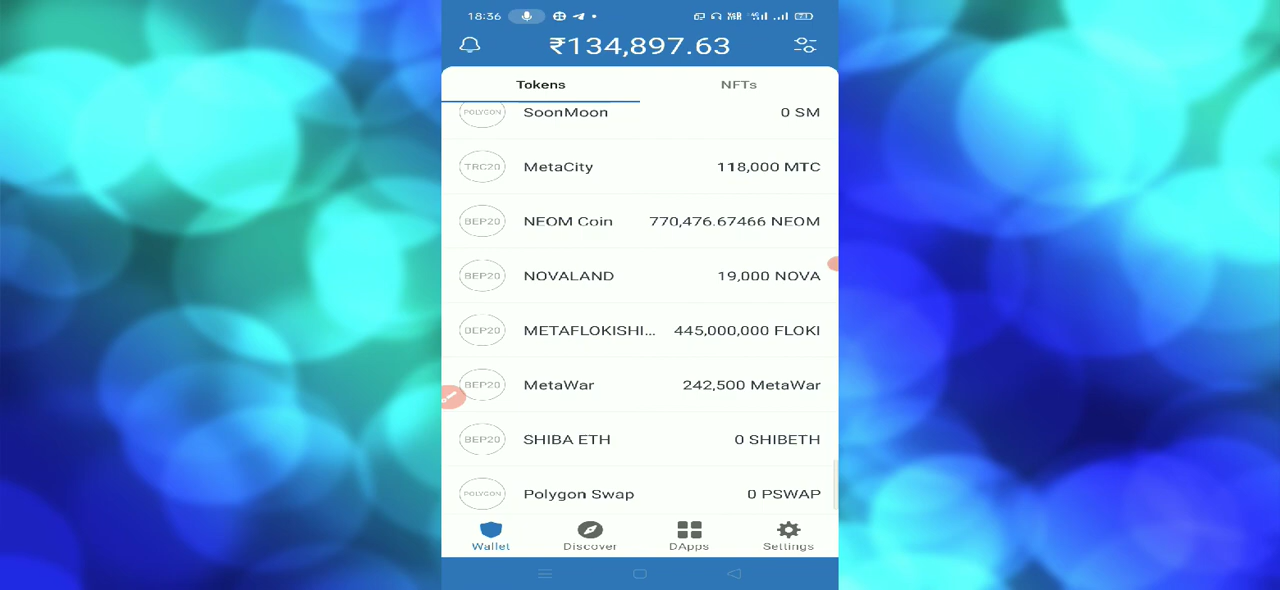 18:36
₹134,897.63
Tokens NFTs
POLYGON SoonMoon 0 SM
TRC20 MetaCity 118,000 MTC
BEP20 NEOM Coin 770,476.67466 NEOM
BEP20 NOVALAND 19,000 NOVA
BEP20 METAFLOKISHI... 445,000,000 FLOKI
BEP20 MetaWar 242,500 MetaWar
BEP20 SHIBA ETH 0 SHIBETH
POLYGON Polygon Swap 0 PSWAP
Wallet Discover DApps Settings